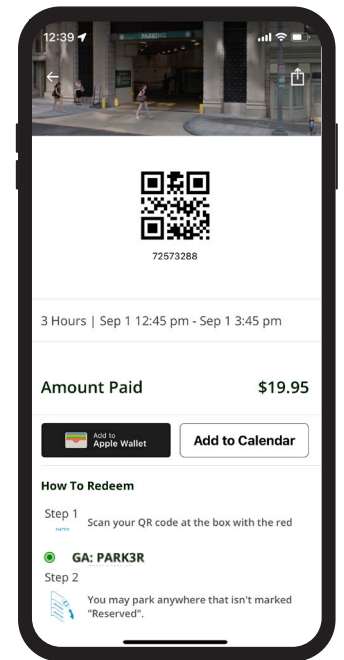 12:39
PARKING
72573288
3 Hours | Sep 1 12:45 pm - Sep 1 3:45 pm
Amount Paid $19.95
Add to
Apple Wallet
Add to Calendar
How To Redeem
Step 1
Scan your QR code at the box with the red
GA: PARK3R
Step 2
You may park anywhere that isn't marked
"Reserved".